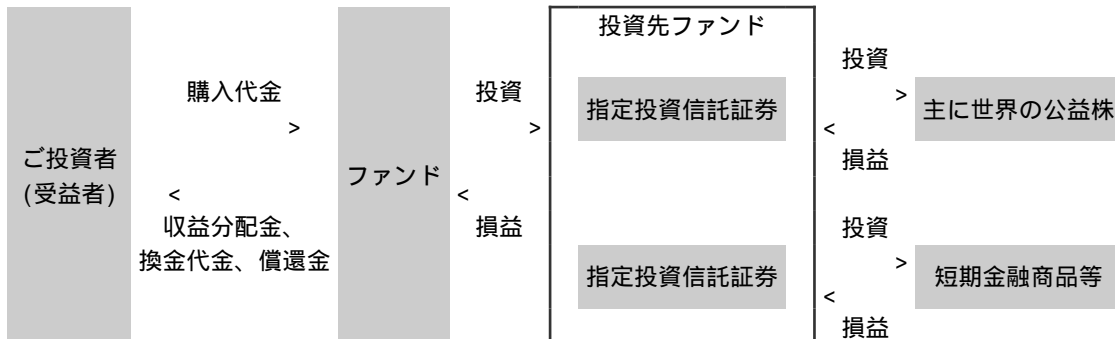 投資先ファンド
ご投資者
(受益者)
購入代金
>
<
収益分配金、
換金代金、償還金
ファンド
投資
>
<
損益
指定投資信託証券
投資
>
<
損益
主に世界の公益株
指定投資信託証券
投資
>
<
損益
短期金融商品等